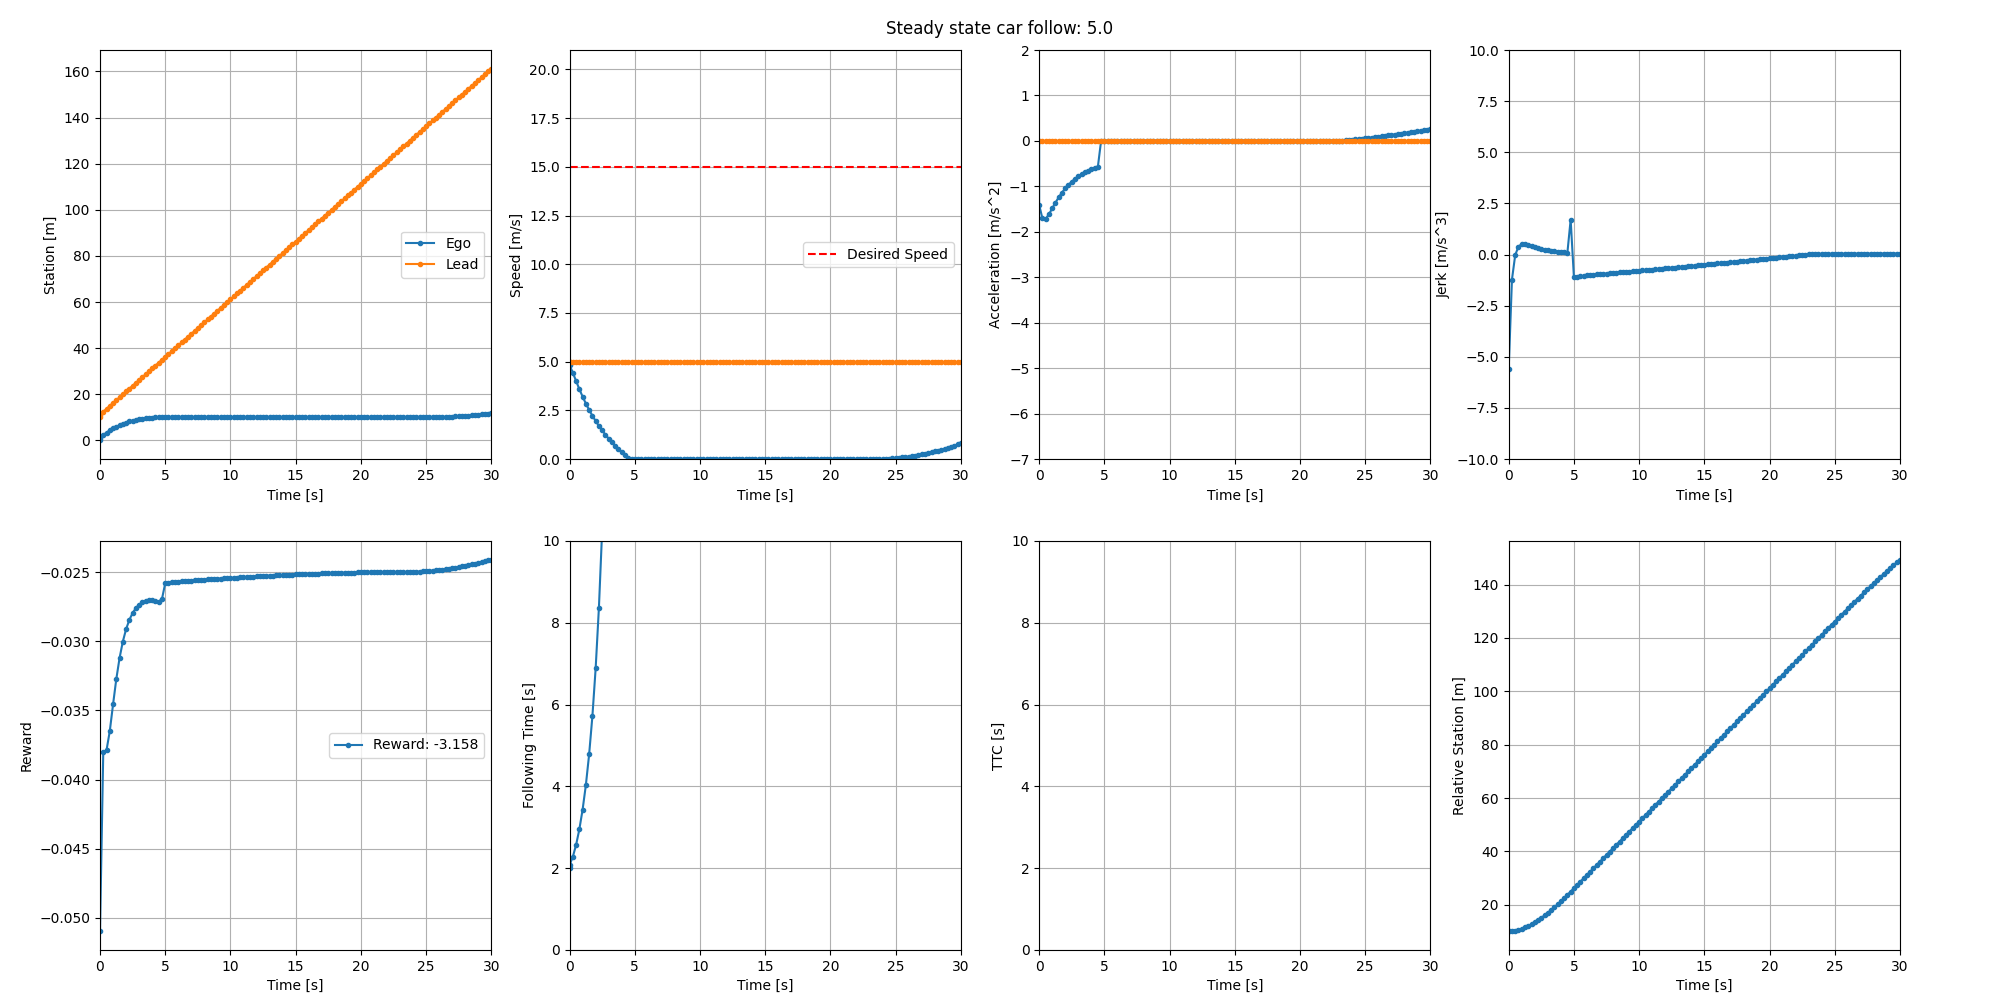 Steady state car follow: 5.0
Station [m]
160
140
120
100
80
60
40
20
0
Ego
Lead
0 5 10 15 20 25 30
Time [s]
Speed [m/s]
20.0
17.5
15.0
12.5
10.0
7.5
5.0
2.5
0.0
Desired Speed
0 5 10 15 20 25 30
Time [s]
Acceleration [m/s^2]
2
1
0
−1
−2
−3
−4
−5
−6
−7
0 5 10 15 20 25 30
Time [s]
Jerk [m/s^3]
10.0
7.5
5.0
2.5
0.0
−2.5
−5.0
−7.5
−10.0
0 5 10 15 20 25 30
Time [s]
Reward
−0.025
−0.030
−0.035
−0.040
−0.045
−0.050
Reward: -3.158
0 5 10 15 20 25 30
Time [s]
Following Time [s]
10
8
6
4
2
0
0 5 10 15 20 25 30
Time [s]
TTC [s]
10
8
6
4
2
0
0 5 10 15 20 25 30
Time [s]
Relative Station [m]
140
120
100
80
60
40
20
0 5 10 15 20 25 30
Time [s]